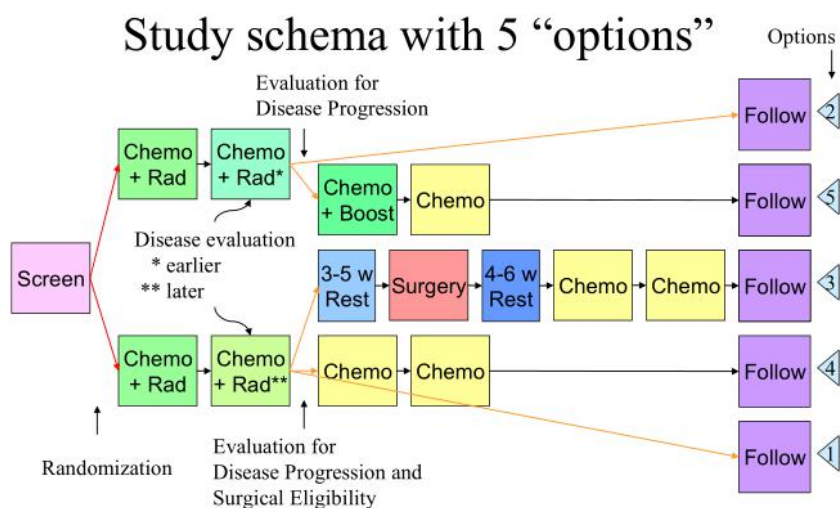 Study schema with 5 “options”
Options
Evaluation for
Disease Progression
Follow
2
Chemo
+ Rad
Chemo
+ Rad*
Chemo
+ Boost
Chemo
Follow
5
Disease evaluation
* earlier
** later
Screen
3-5 w
Rest
Surgery
4-6 w
Rest
Chemo
Chemo
Follow
3
Chemo
+ Rad
Chemo
+ Rad**
Chemo
Chemo
Follow
4
Randomization
Evaluation for
Disease Progression and
Surgical Eligibility
Follow
1